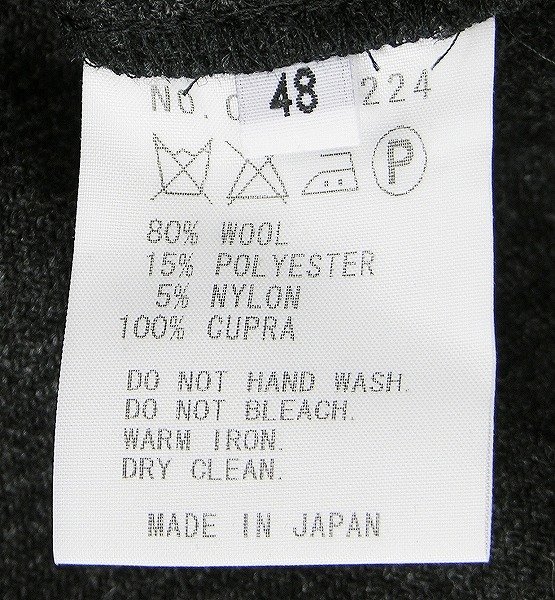 No. 48 224
P
80% WOOL
15% POLYESTER
5% NYLON
100% CUPRA
DO NOT HAND WASH.
DO NOT BLEACH.
WARM IRON.
DRY CLEAN.
MADE IN JAPAN